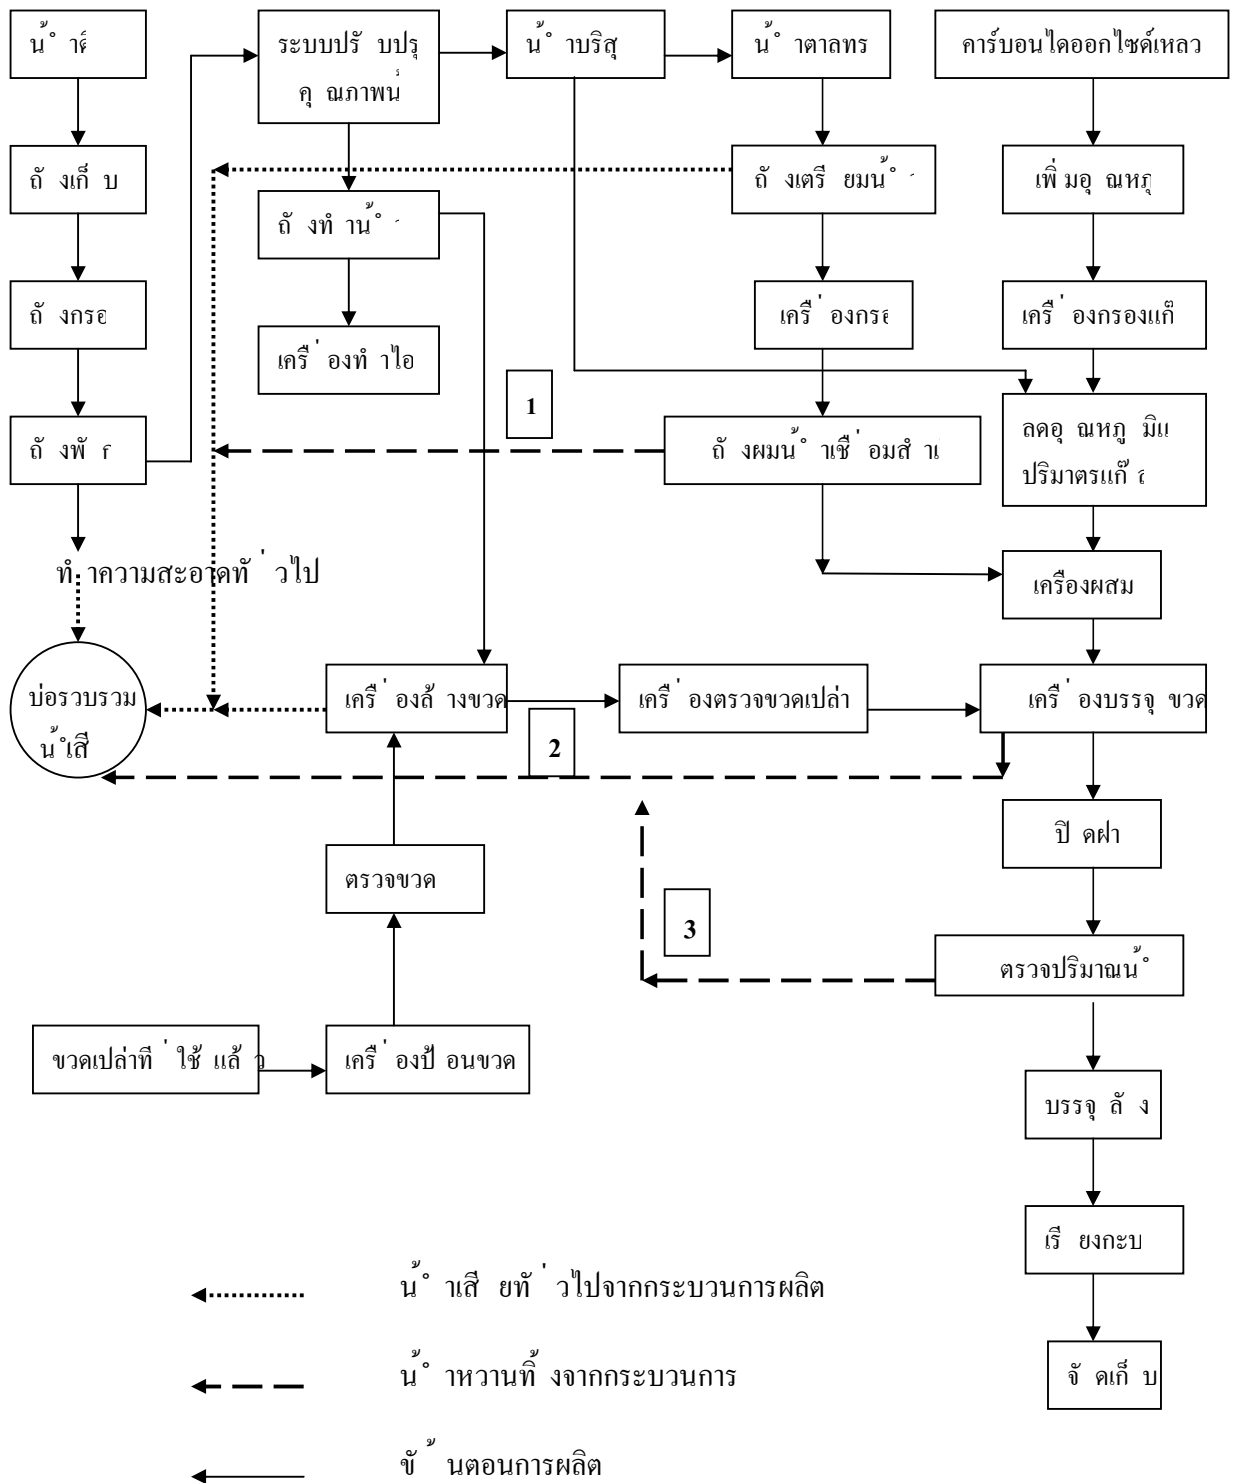 น้ำดิ
ระบบปรับปรุ
คุณภาพน้
น้ำบริสุ
น้ำตาลทร
คาร์บอนไดออกไซด์เหลว
ถังเก็บ
ถังเตรียมน้ำ
เพิ่มอุณหภู
ถังทำน้ำ
ถังกรอ
เครื่องกรอ
เครื่องกรองแก๊
เครื่องทำไอ
1
ถังพัก
ถังผมน้ำเชื่อมสำเ
ลดอุณหภูมิแ
ปริมาตรแก๊ส
ทำความสะอาดทั่วไป
เครืองผสม
บ่อรวบรวม
น้ำเสี
เครื่องล้างขวด
เครื่องตรวจขวดเปล่า
เครื่องบรรจุขวด
2
ปิดฝา
ตรวจขวด
3
ตรวจปริมาณน้ำ
ขวดเปล่าที่ใช้แล้ว
เครื่องป้อนขวด
บรรจุลัง
เรียงกะบ
น้ำเสียทั่วไปจากกระบวนการผลิต
น้ำหวานทิ้งจากกระบวนการ
จัดเก็บ
ขั้นตอนการผลิต